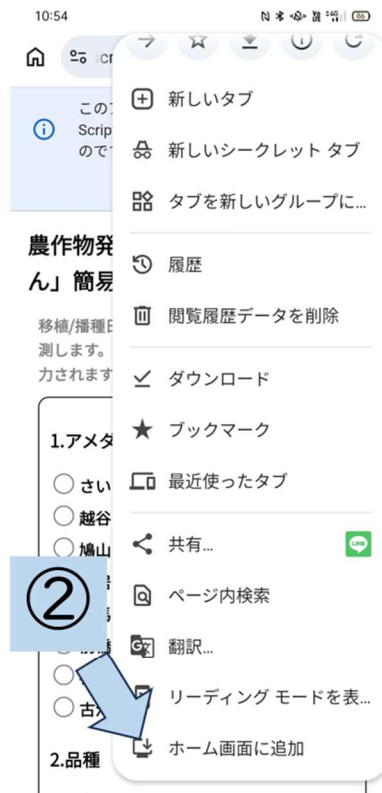 10:54
86
新しいタブ
新しいシークレット タブ
タブを新しいグループに...
履歴
閲覧履歴データを削除
ダウンロード
ブックマーク
最近使ったタブ
共有...
LINE
ページ内検索
翻訳...
リーディング モードを表...
ホーム画面に追加
この
Scrip
ので
農作物発
ん」簡易
移植/播種日
測します。
力されます
1.アメダ
さい
越谷
鳩山
②
2.品種